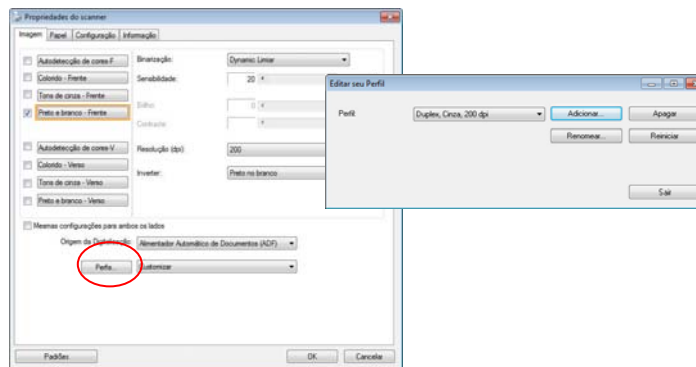 Propriedades do scanner
Imagem Papel Configuração Informação
Autodetecção de cores-F
Colorido - Frente
Tons de cinza - Frente
Preto e branco - Frente
Autodetecção de cores-V
Colorido - Verso
Tons de cinza - Verso
Preto e branco - Verso
Binarização: Dynamic Limiar
Sensibilidade: 20
Brilho: 0
Contraste:
Resolução (dpi): 200
Inverter: Preto no branco
Mesmas configurações para ambos os lados
Origem da Digitalização: Alimentador Automático de Documentos (ADF)
Perfis... Customizar
Padrões OK Cancelar
Editar seu Perfil
Perfil: Duplex, Cinza, 200 dpi Adicionar... Apagar
Renomear... Reiniciar
Sair